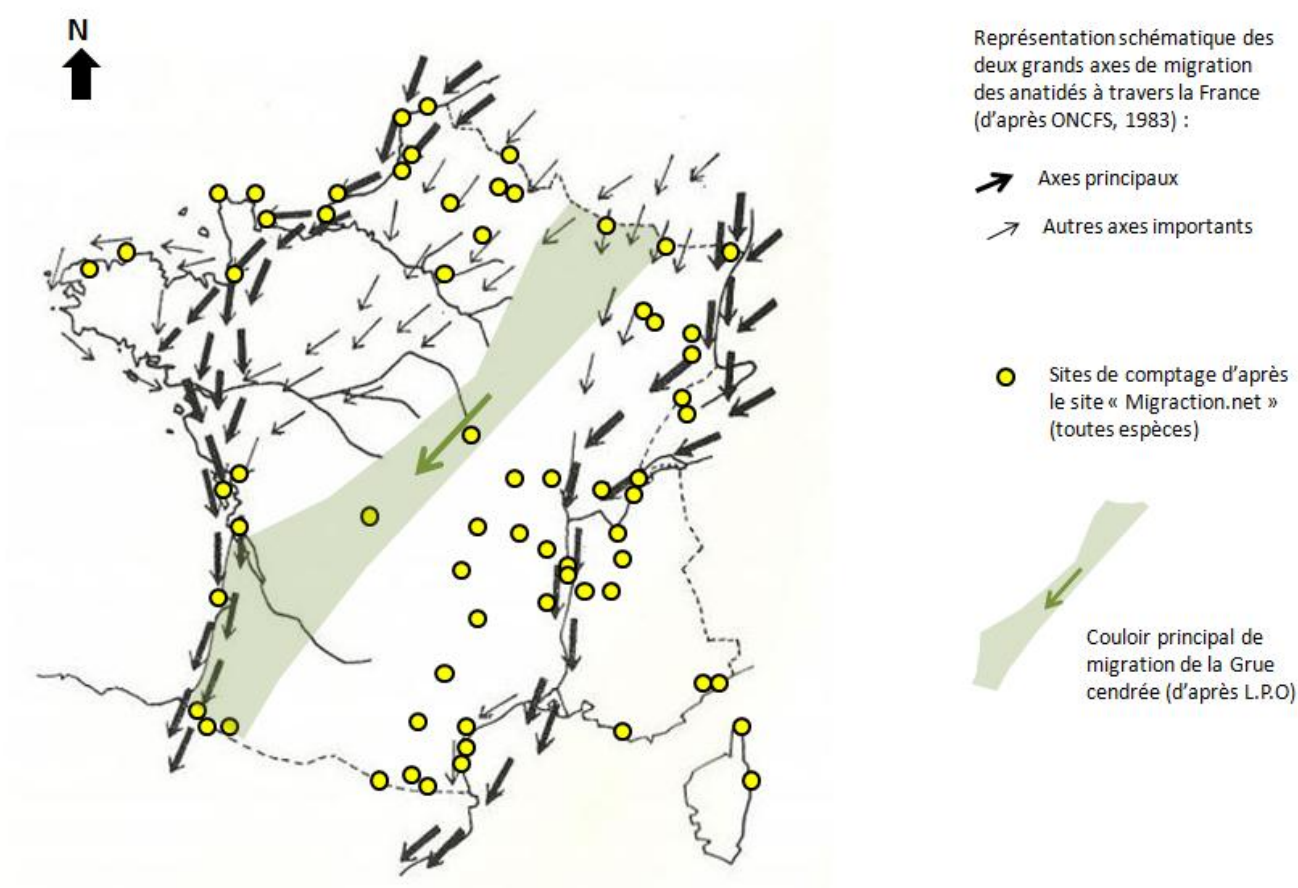 N
Représentation schématique des
deux grands axes de migration
des anatidés à travers la France
(d'après ONCFS, 1983) :
Axes principaux
Autres axes importants
Sites de comptage d'après
le site « Migraction.net »
(toutes espèces)
Couloir principal de
migration de la Grue
cendrée (d'après L.P.O)